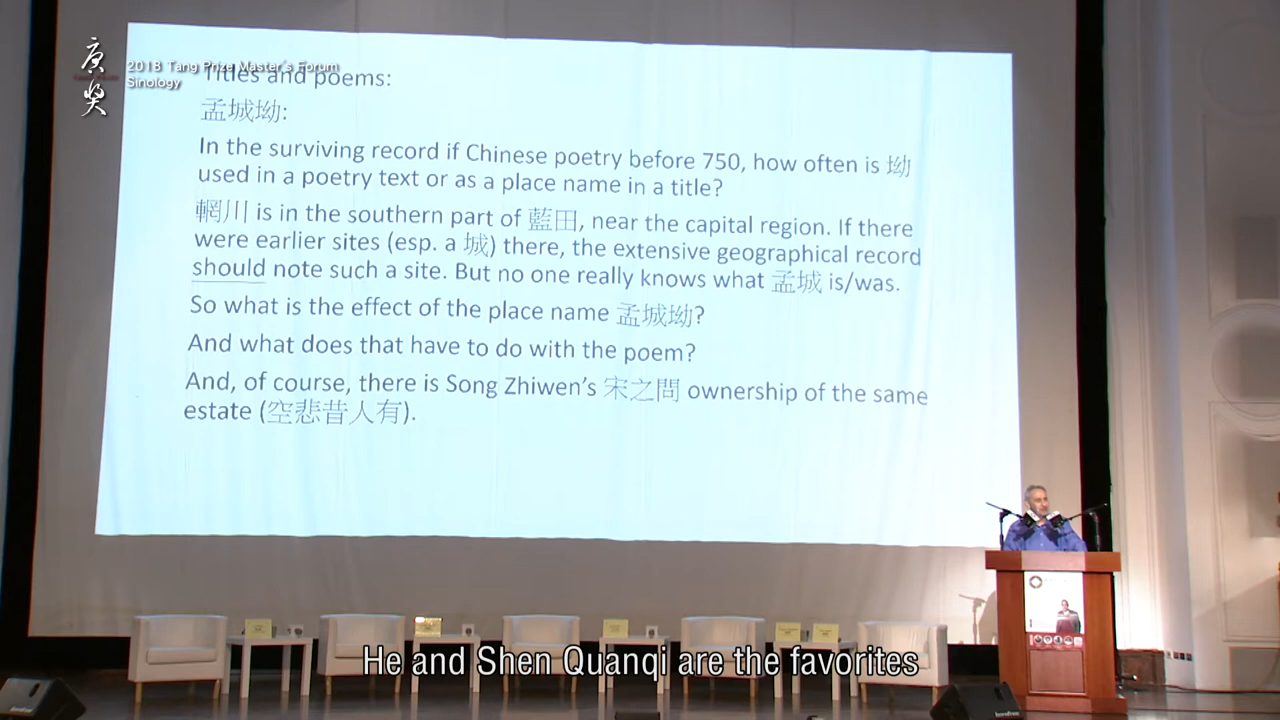 唐獎
2018 Tang Prize Master's Forum
Sinology
Titles and poems:
孟城坳:
In the surviving record if Chinese poetry before 750, how often is 坳
used in a poetry text or as a place name in a title?
輞川 is in the southern part of 藍田, near the capital region. If there
were earlier sites (esp. a 城) there, the extensive geographical record
should note such a site. But no one really knows what 孟城 is/was.
So what is the effect of the place name 孟城坳?
And what does that have to do with the poem?
And, of course, there is Song Zhiwen's 宋之問 ownership of the same
estate (空悲昔人有).
He and Shen Quanqi are the favorites